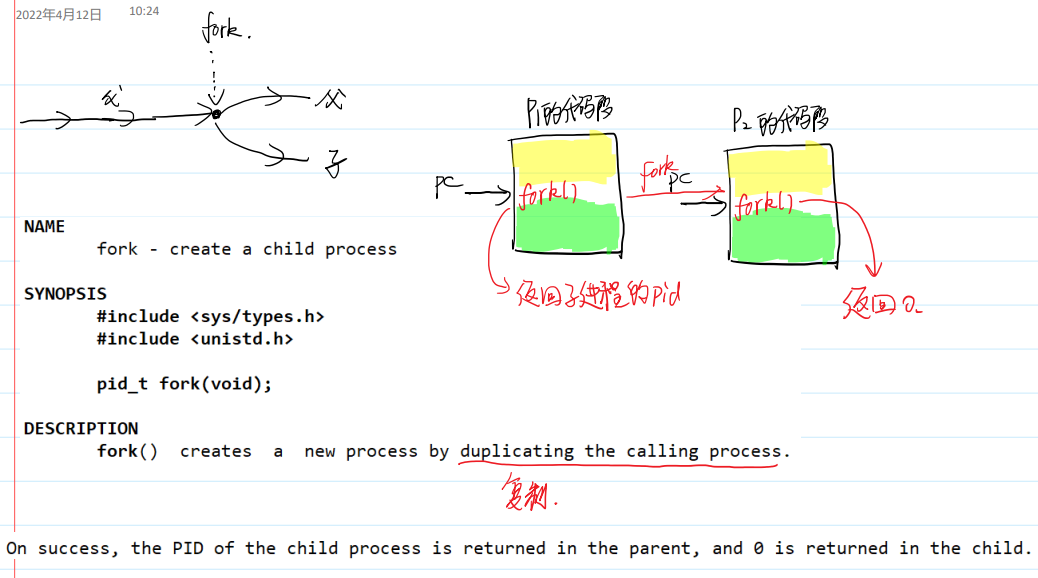 2022年4月12日 10:24
fork.
父
父
子
P1的代码段
P2的代码段
PC
fork()
fork
PC
fork()
返回子进程的pid
返回0.
NAME
fork - create a child process
SYNOPSIS
#include <sys/types.h>
#include <unistd.h>
pid_t fork(void);
DESCRIPTION
fork() creates a new process by duplicating the calling process.
复制.
On success, the PID of the child process is returned in the parent, and 0 is returned in the child.